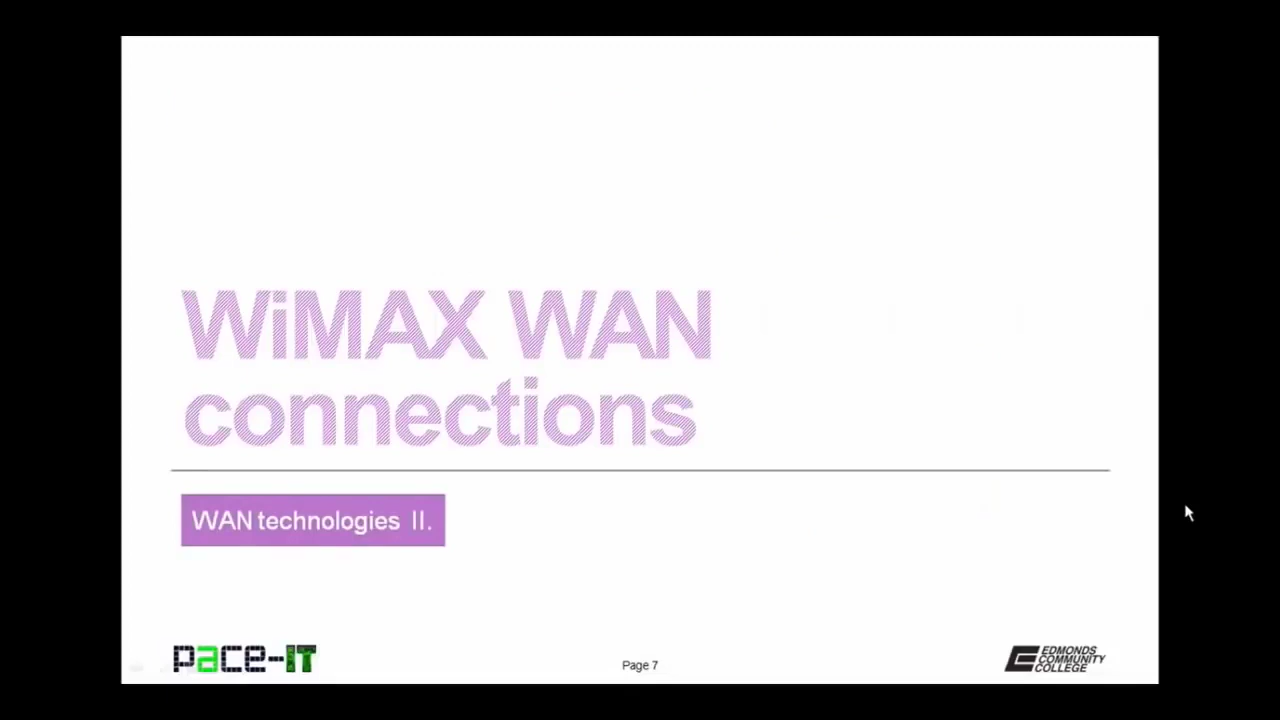 WiMAX WAN
connections
WAN technologies II.
pace-IT
Page 7
EDMONDS
COMMUNITY
COLLEGE